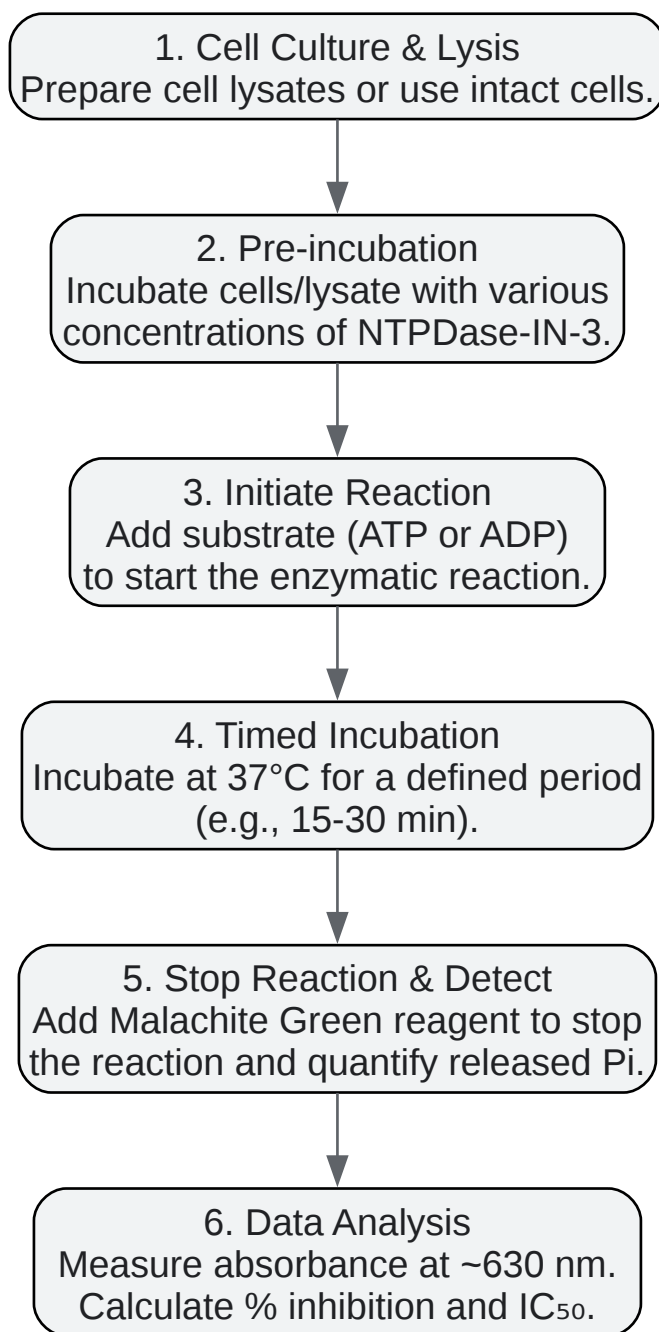 1. Cell Culture & Lysis
Prepare cell lysates or use intact cells.
2. Pre-incubation
Incubate cells/lysate with various
concentrations of NTPDase-IN-3.
3. Initiate Reaction
Add substrate (ATP or ADP)
to start the enzymatic reaction.
4. Timed Incubation
Incubate at 37°C for a defined period
(e.g., 15-30 min).
5. Stop Reaction & Detect
Add Malachite Green reagent to stop
the reaction and quantify released Pi.
6. Data Analysis
Measure absorbance at ~630 nm.
Calculate % inhibition and IC₅₀.